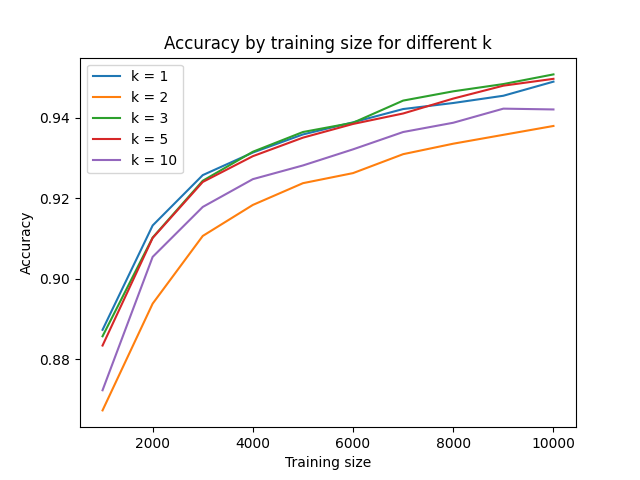 Accuracy by training size for different k
k = 1
k = 2
k = 3
k = 5
k = 10
Accuracy
0.94
0.92
0.90
0.88
2000
4000
6000
8000
10000
Training size